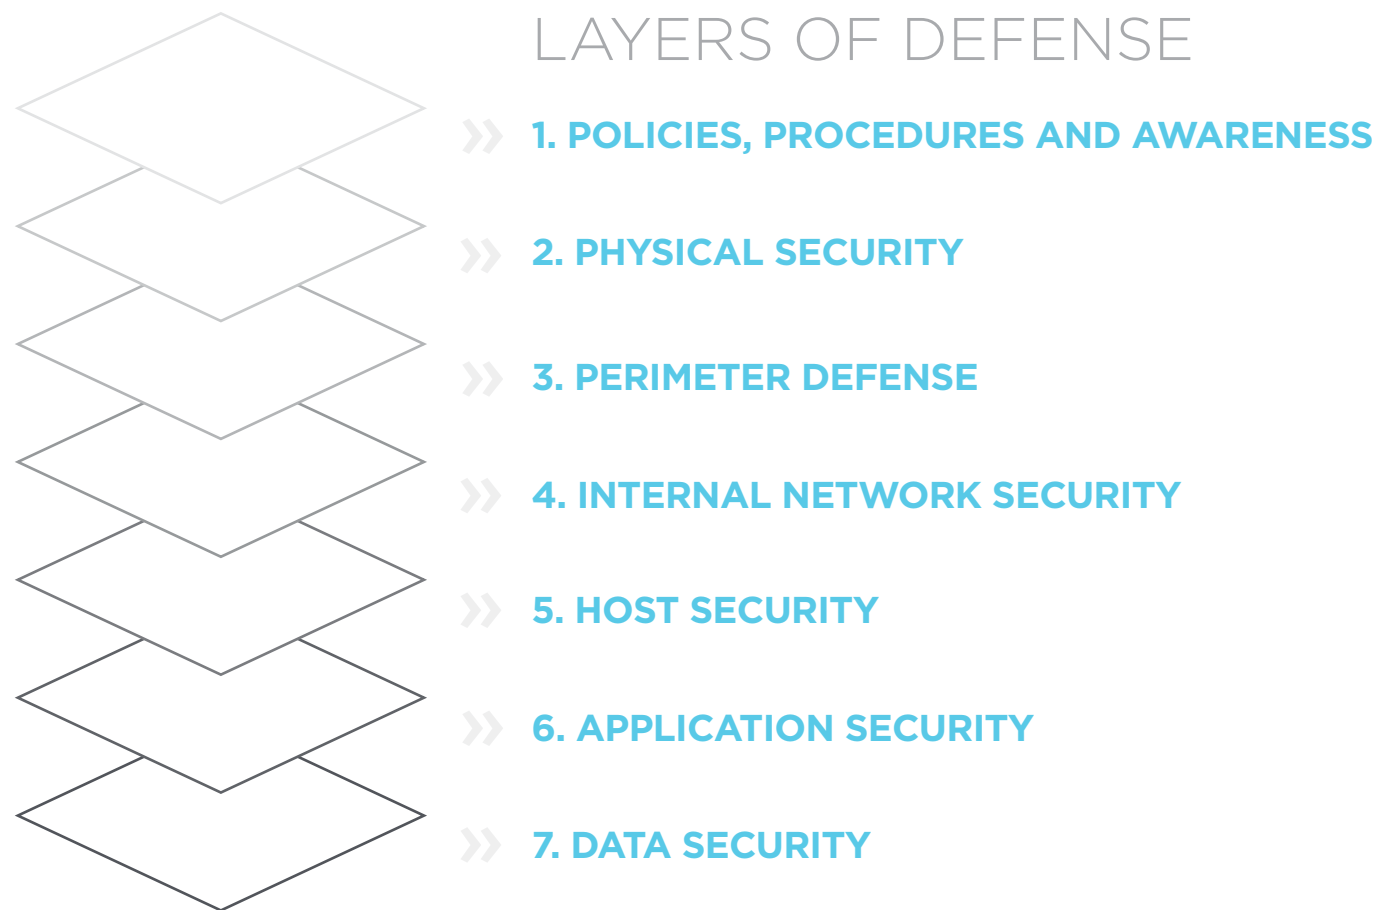 LAYERS OF DEFENSE
1. POLICIES, PROCEDURES AND AWARENESS
2. PHYSICAL SECURITY
3. PERIMETER DEFENSE
4. INTERNAL NETWORK SECURITY
5. HOST SECURITY
6. APPLICATION SECURITY
7. DATA SECURITY